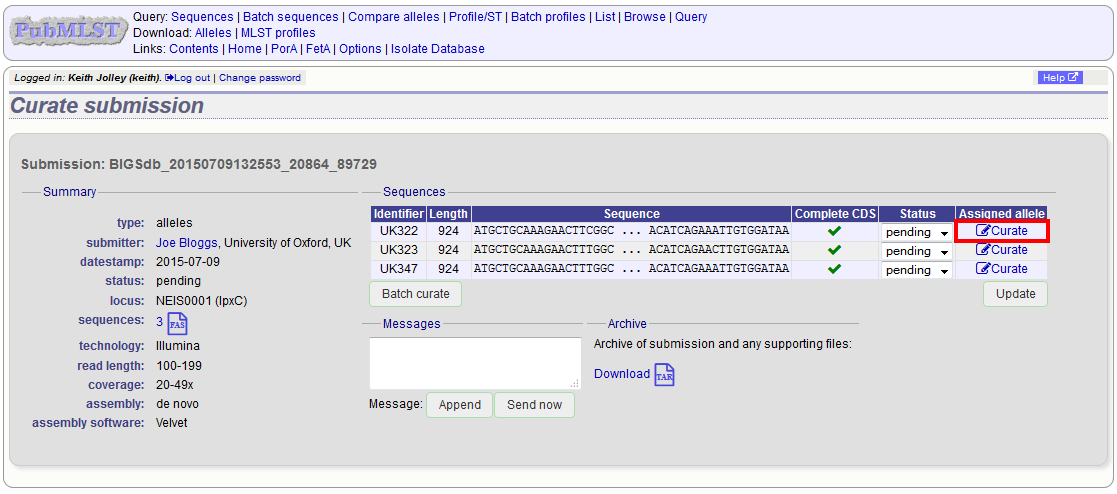 PubMLST
Query: Sequences | Batch sequences | Compare alleles | Profile/ST | Batch profiles | List | Browse | Query
Download: Alleles | MLST profiles
Links: Contents | Home | PorA | FetA | Options | Isolate Database
Logged in: Keith Jolley (keith). Log out | Change password
Help
Curate submission
Submission: BIGSdb_20150709132553_20864_89729
Summary
type: alleles
submitter: Joe Bloggs, University of Oxford, UK
datestamp: 2015-07-09
status: pending
locus: NEIS0001 (lpxC)
sequences: 3 FAS
technology: Illumina
read length: 100-199
coverage: 20-49x
assembly: de novo
assembly software: Velvet
Sequences
Identifier Length Sequence Complete CDS Status Assigned allele
UK322 924 ATGCTGCAAAGAACTTCGGC ... ACATCAGAAATTGTGGATAA pending Curate
UK323 924 ATGCTGCAAAGAACTTTGGC ... ACATCAGAAATTGTGGATAA pending Curate
UK347 924 ATGCTGCAAAGAACTTTGGC ... ACATCAGAAATTGTGGATAA pending Curate
Batch curate Update
Messages
Message: Append Send now
Archive
Archive of submission and any supporting files:
Download TAR